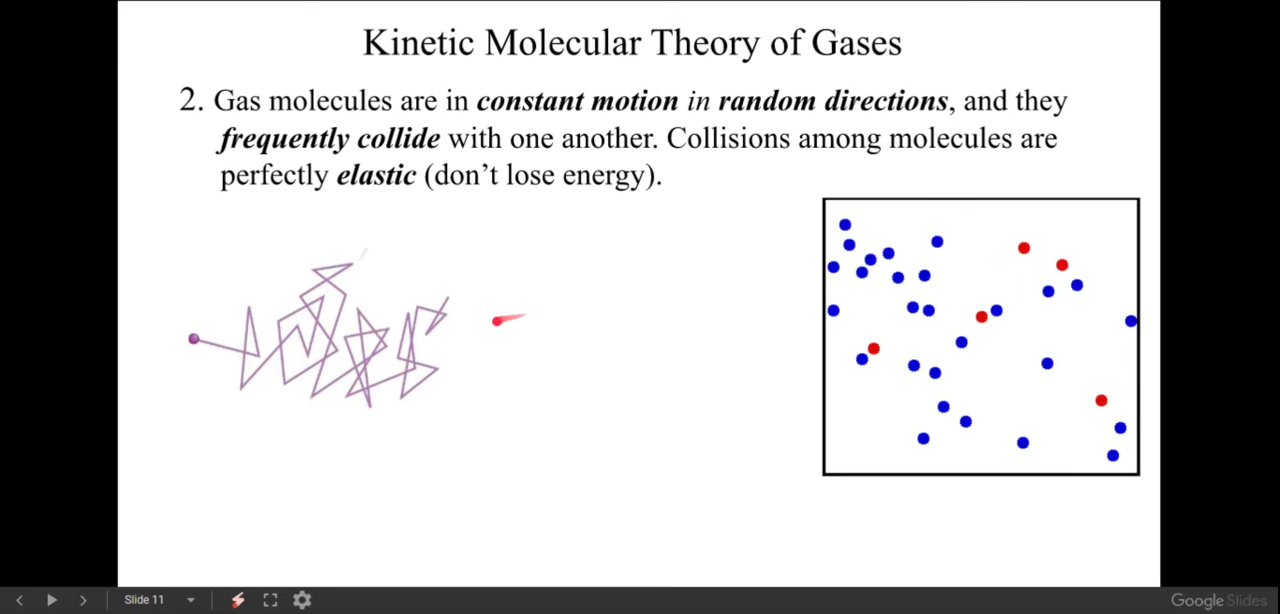 Kinetic Molecular Theory of Gases
2. Gas molecules are in constant motion in random directions, and they
frequently collide with one another. Collisions among molecules are
perfectly elastic (don't lose energy).
Slide 11
Google Slides